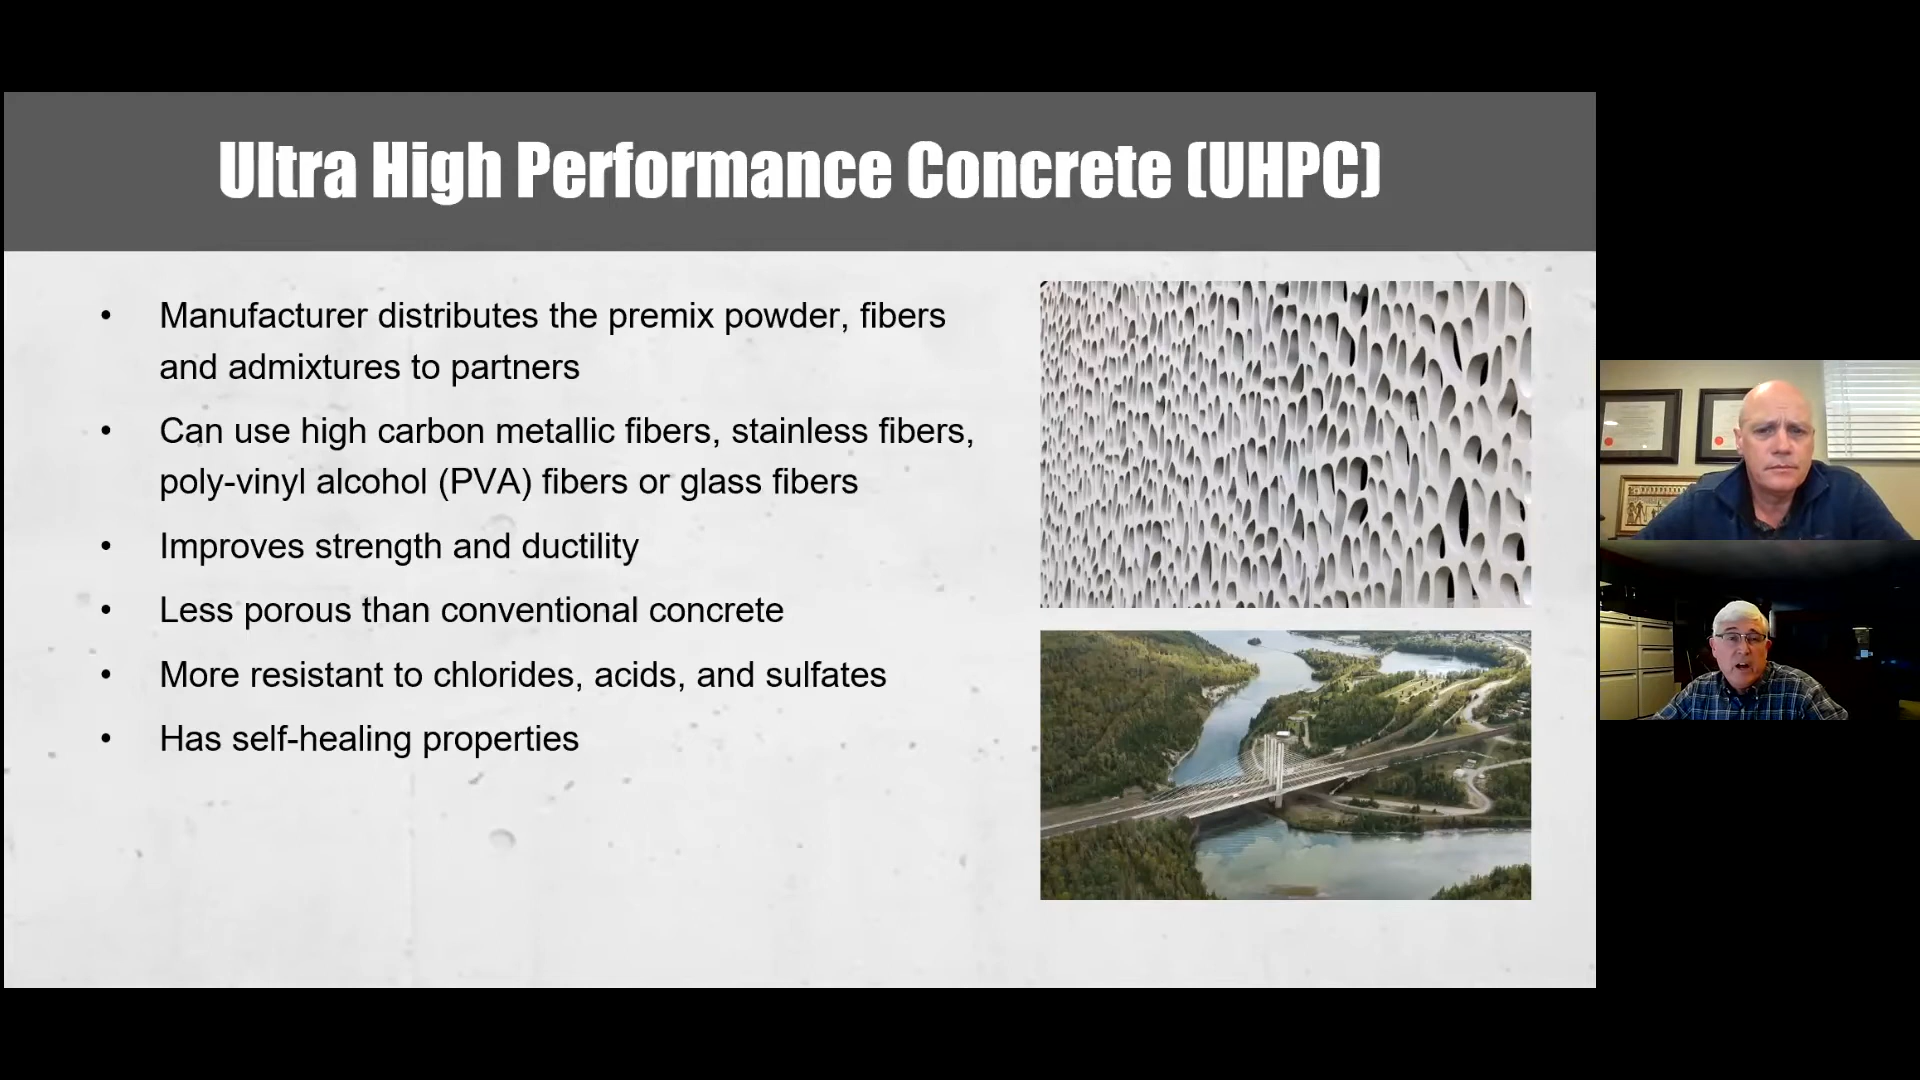 Ultra High Performance Concrete (UHPC)
• Manufacturer distributes the premix powder, fibers
and admixtures to partners
• Can use high carbon metallic fibers, stainless fibers,
poly-vinyl alcohol (PVA) fibers or glass fibers
• Improves strength and ductility
• Less porous than conventional concrete
• More resistant to chlorides, acids, and sulfates
• Has self-healing properties